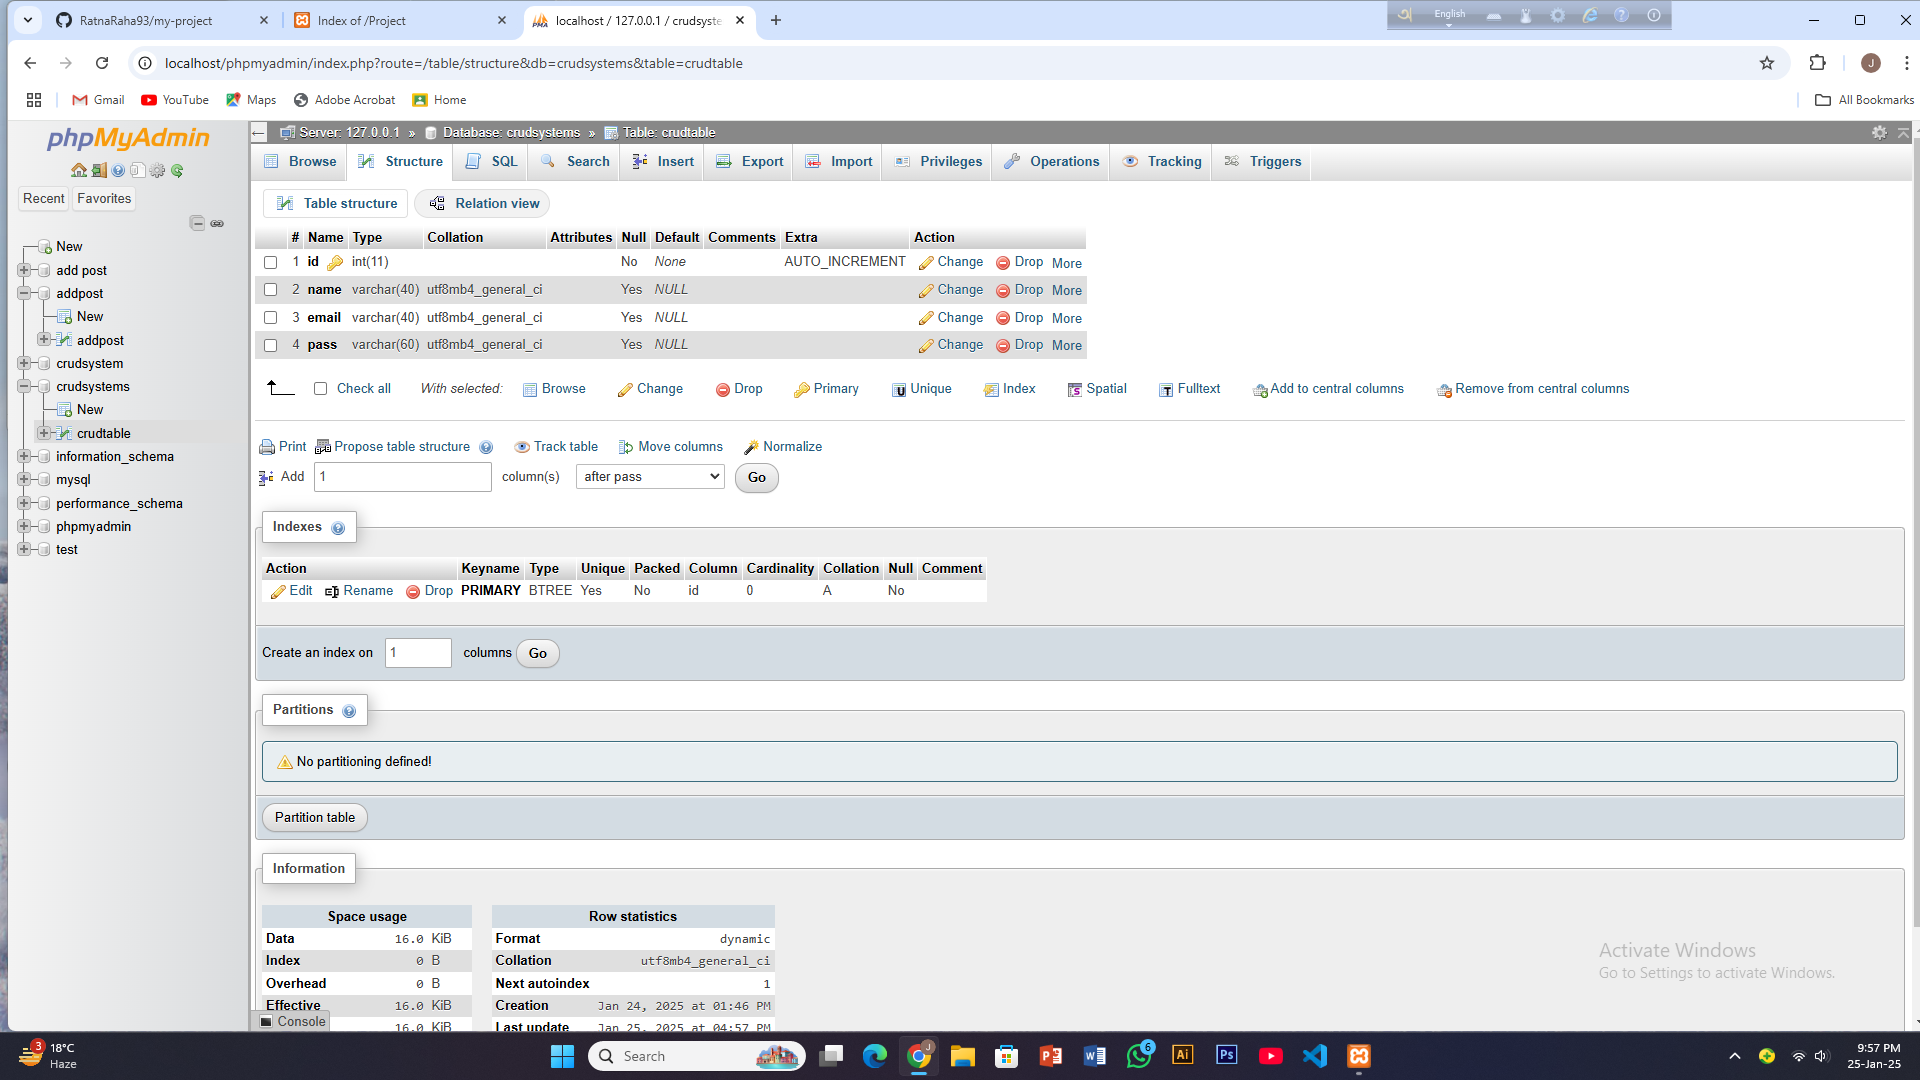 RatnaRaha93/my-project
Index of /Project
localhost / 127.0.0.1 / crudsyste
English
localhost/phpmyadmin/index.php?route=/table/structure&db=crudsystems&table=crudtable
J
Gmail
YouTube
Maps
Adobe Acrobat
Home
All Bookmarks
phpMyAdmin
Recent
Favorites
New
add post
addpost
New
addpost
crudsystem
crudsystems
New
crudtable
information_schema
mysql
performance_schema
phpmyadmin
test
Server: 127.0.0.1 » Database: crudsystems » Table: crudtable
Browse Structure SQL Search Insert Export Import Privileges Operations Tracking Triggers
Table structure Relation view
# Name Type Collation Attributes Null Default Comments Extra Action
1 id int(11) No None AUTO_INCREMENT Change Drop More
2 name varchar(40) utf8mb4_general_ci Yes NULL Change Drop More
3 email varchar(40) utf8mb4_general_ci Yes NULL Change Drop More
4 pass varchar(60) utf8mb4_general_ci Yes NULL Change Drop More
Check all With selected: Browse Change Drop Primary Unique Index Spatial Fulltext Add to central columns Remove from central columns
Print Propose table structure Track table Move columns Normalize
Add 1 column(s) after pass Go
Indexes
Action Keyname Type Unique Packed Column Cardinality Collation Null Comment
Edit Rename Drop PRIMARY BTREE Yes No id 0 A No
Create an index on 1 columns Go
Partitions
No partitioning defined!
Partition table
Information
Space usage
Data 16.0 KiB
Index 0 B
Overhead 0 B
Effective 16.0 KiB
16.0 KiB
Row statistics
Format dynamic
Collation utf8mb4_general_ci
Next autoindex 1
Creation Jan 24, 2025 at 01:46 PM
Last update Jan 25, 2025 at 04:57 PM
Console
Activate Windows
Go to Settings to activate Windows.
3
18°C
Haze
Search
J
6
Ai
Ps
9:57 PM
25-Jan-25